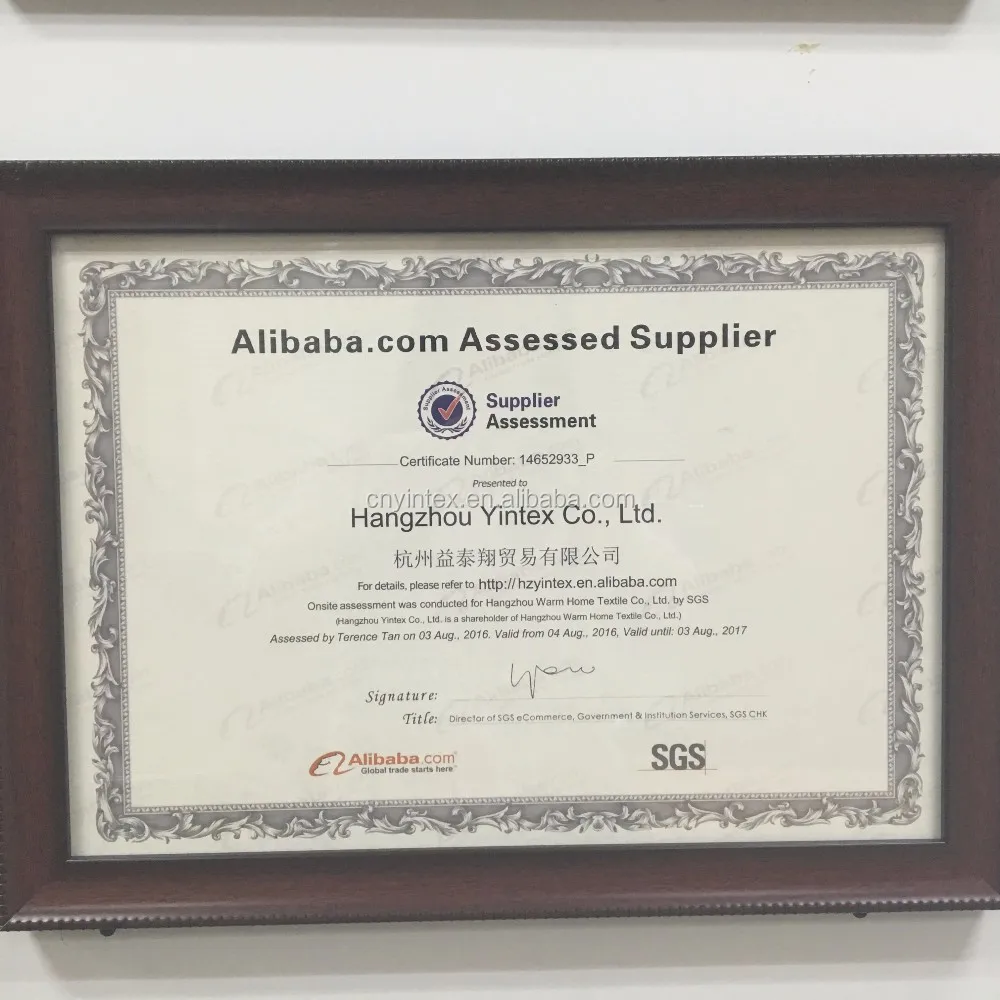 Alibaba.com Assessed Supplier
Supplier Assessment
Supplier
Assessment
Certificate Number: 14652933_P
Presented to
cnyintex.en.alibaba.com
Hangzhou Yintex Co., Ltd.
杭州益泰翔贸易有限公司
For details, please refer to http://hzyintex.en.alibaba.com
Onsite assessment was conducted for Hangzhou Warm Home Textile Co., Ltd. by SGS
(Hangzhou Yintex Co., Ltd. is a shareholder of Hangzhou Warm Home Textile Co., Ltd.)
Assessed by Terence Tan on 03 Aug., 2016. Valid from 04 Aug., 2016, Valid until: 03 Aug., 2017
Signature:
Title: Director of SGS eCommerce, Government & Institution Services, SGS CHK
Alibaba.com®
Global trade starts here.™
SGS